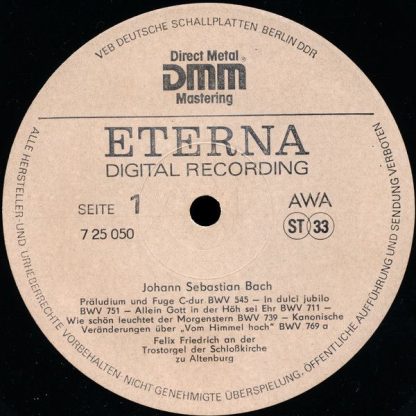 VEB DEUTSCHE SCHALLPLATTEN BERLIN DDR
Direct Metal
DMM
Mastering
ETERNA
DIGITAL RECORDING
SEITE 1
AWA
7 25 050
ST 33
Johann Sebastian Bach
Präludium und Fuge C-dur BWV 545 — In dulci jubilo
BWV 751 — Allein Gott in der Höh sei Ehr BWV 711 —
Wie schön leuchtet der Morgenstern BWV 739 — Kanonische
Veränderungen über „Vom Himmel hoch" BWV 769 a
Felix Friedrich an der
Trostorgel der Schloßkirche
zu Altenburg
ALLE HERSTELLER- UND URHEBERRECHTE VORBEHALTEN · NICHT GENEHMIGTE ÜBERSPIELUNG, ÖFFENTLICHE AUFFÜHRUNG UND SENDUNG VERBOTEN